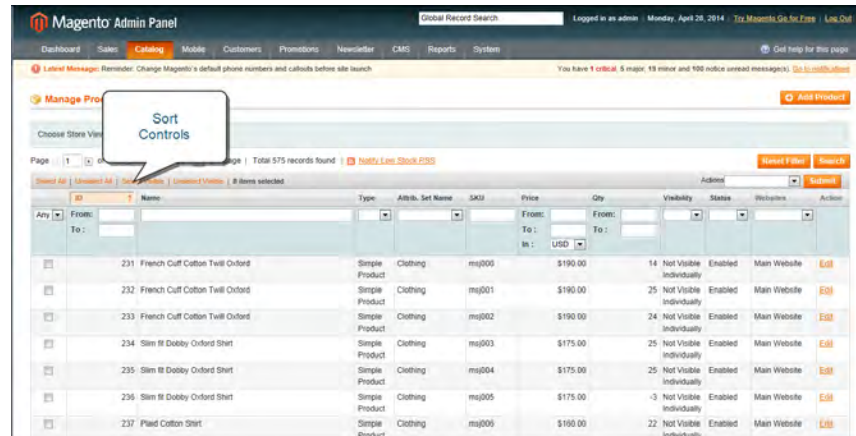 Magento Admin Panel
Global Record Search
Logged in as admin | Monday, April 28, 2014 | Try Magento Go for Free | Log Out
Dashboard Sales Catalog Mobile Customers Promotions Newsletter CMS Reports System
Get help for this page
Latest Message: Reminder: Change Magento's default phone numbers and callouts before site launch
You have 1 critical, 5 major, 19 minor and 100 notice unread message(s). Go to notifications
Manage Pro
Add Product
Sort
Controls
Choose Store View
Page 1 of
Total 575 records found | Notify Low Stock RSS
Reset Filter Search
Select All | Unselect All | Select Visible | Unselect Visible | 8 items selected
Actions Submit
ID Name Type Attrib. Set Name SKU Price Qty Visibility Status Websites Action
Any From: From: From:
To : To : To :
In : USD
231 French Cuff Cotton Twill Oxford Simple Product Clothing msj000 $190.00 14 Not Visible Individually Enabled Main Website Edit
232 French Cuff Cotton Twill Oxford Simple Product Clothing msj001 $190.00 25 Not Visible Individually Enabled Main Website Edit
233 French Cuff Cotton Twill Oxford Simple Product Clothing msj002 $190.00 24 Not Visible Individually Enabled Main Website Edit
234 Slim fit Dobby Oxford Shirt Simple Product Clothing msj003 $175.00 25 Not Visible Individually Enabled Main Website Edit
235 Slim fit Dobby Oxford Shirt Simple Product Clothing msj004 $175.00 25 Not Visible Individually Enabled Main Website Edit
236 Slim fit Dobby Oxford Shirt Simple Product Clothing msj005 $175.00 -3 Not Visible Individually Enabled Main Website Edit
237 Plaid Cotton Shirt Simple Product Clothing msj006 $160.00 22 Not Visible Individually Enabled Main Website Edit